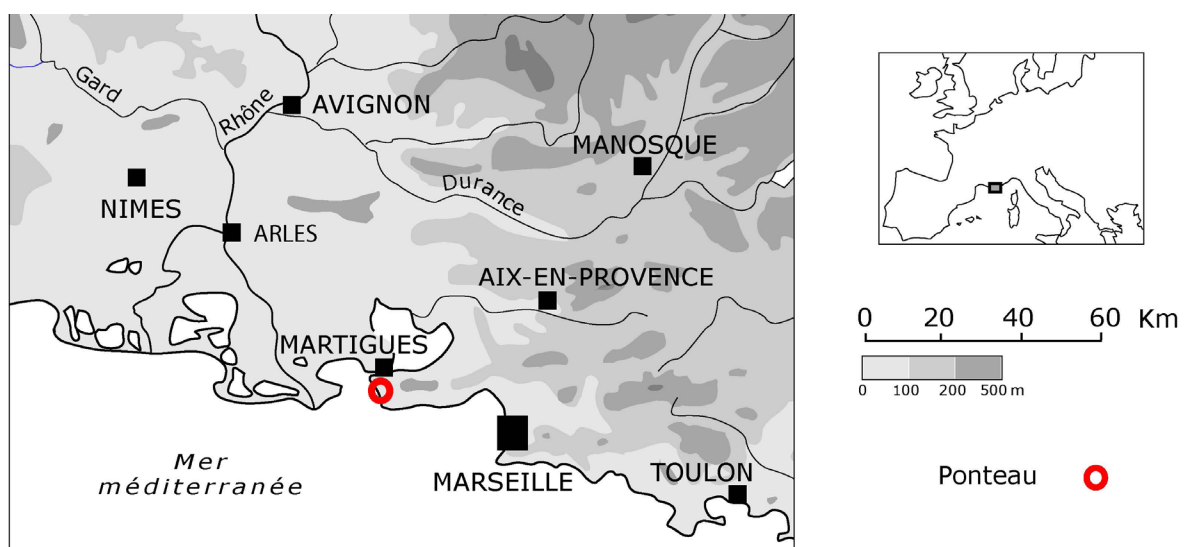 Gard
Rhône
AVIGNON
MANOSQUE
Durance
NIMES
ARLES
AIX-EN-PROVENCE
MARTIGUES
MARSEILLE
TOULON
Mer
méditerranée
0 20 40 60 Km
0 100 200 500 m
Ponteau